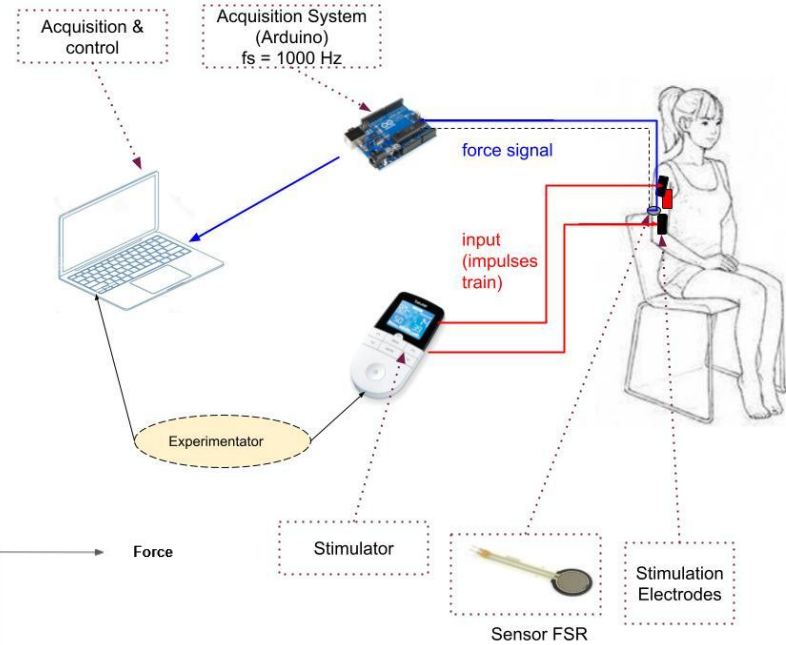 Acquisition &
control
Acquisition System
(Arduino)
fs = 1000 Hz
force signal
input
(impulses
train)
Experimentator
Force
Stimulator
Sensor FSR
Stimulation
Electrodes